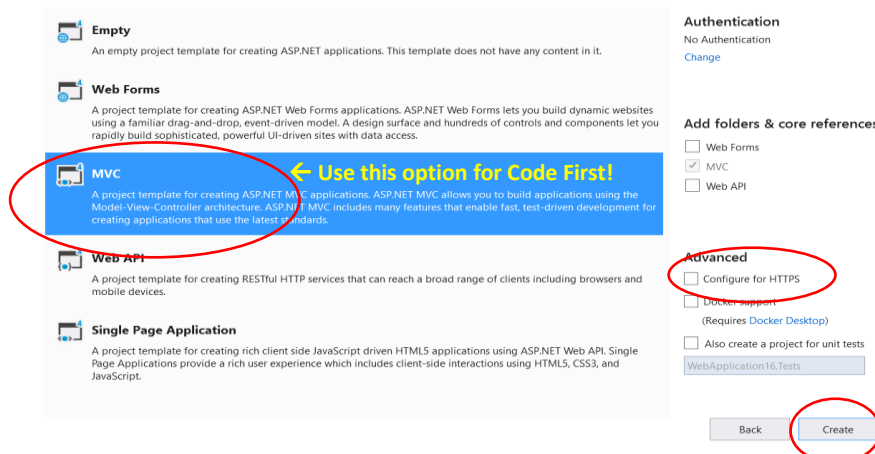 Empty
An empty project template for creating ASP.NET applications. This template does not have any content in it.
Web Forms
A project template for creating ASP.NET Web Forms applications. ASP.NET Web Forms lets you build dynamic websites
using a familiar drag-and-drop, event-driven model. A design surface and hundreds of controls and components let you
rapidly build sophisticated, powerful UI-driven sites with data access.
MVC
← Use this option for Code First!
A project template for creating ASP.NET MVC applications. ASP.NET MVC allows you to build applications using the
Model-View-Controller architecture. ASP.NET MVC includes many features that enable fast, test-driven development for
creating applications that use the latest standards.
Web API
A project template for creating RESTful HTTP services that can reach a broad range of clients including browsers and
mobile devices.
Single Page Application
A project template for creating rich client side JavaScript driven HTML5 applications using ASP.NET Web API. Single
Page Applications provide a rich user experience which includes client-side interactions using HTML5, CSS3, and
JavaScript.
Authentication
No Authentication
Change
Add folders & core references
Web Forms
MVC
Web API
Advanced
Configure for HTTPS
Docker support
(Requires Docker Desktop)
Also create a project for unit tests
WebApplication16.Tests
Back
Create